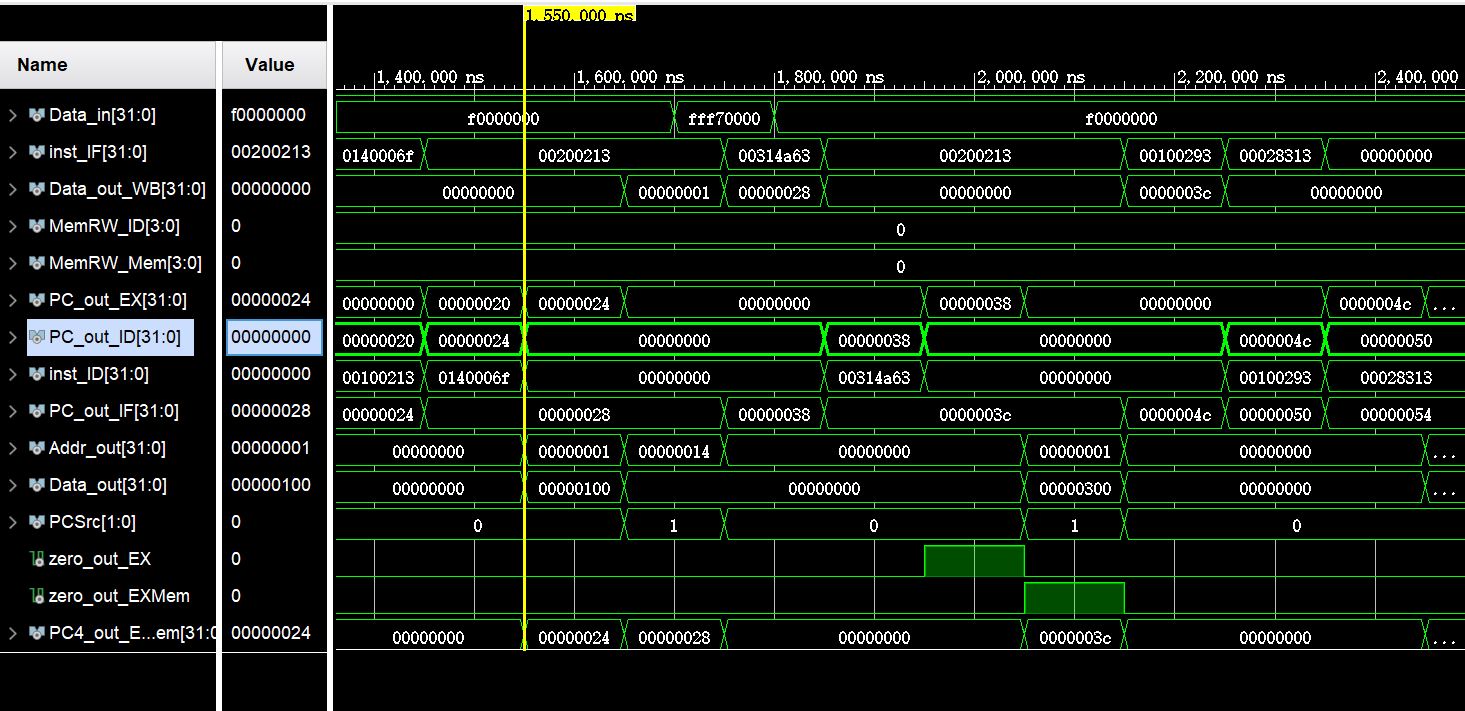 1,550.000 ns
Name Value
1,400.000 ns 1,600.000 ns 1,800.000 ns 2,000.000 ns 2,200.000 ns 2,400.000
Data_in[31:0] f0000000 f0000000 fff70000 f0000000
inst_IF[31:0] 00200213 0140006f 00200213 00314a63 00200213 00100293 00028313 00000000
Data_out_WB[31:0] 00000000 00000000 00000001 00000028 00000000 0000003c 00000000
MemRW_ID[3:0] 0 0
MemRW_Mem[3:0] 0 0
PC_out_EX[31:0] 00000024 00000000 00000020 00000024 00000000 00000038 00000000 0000004c ...
PC_out_ID[31:0] 00000000 00000020 00000024 00000000 00000038 00000000 0000004c 00000050
inst_ID[31:0] 00000000 00100213 0140006f 00000000 00314a63 00000000 00100293 00028313
PC_out_IF[31:0] 00000028 00000024 00000028 00000038 0000003c 0000004c 00000050 00000054
Addr_out[31:0] 00000001 00000000 00000001 00000014 00000000 00000001 00000000 ...
Data_out[31:0] 00000100 00000000 00000100 00000000 00000300 00000000 ...
PCSrc[1:0] 0 0 1 0 1 0
zero_out_EX 0
zero_out_EXMem 0
PC4_out_E...em[31:0 00000024 00000000 00000024 00000028 00000000 0000003c 00000000 ...